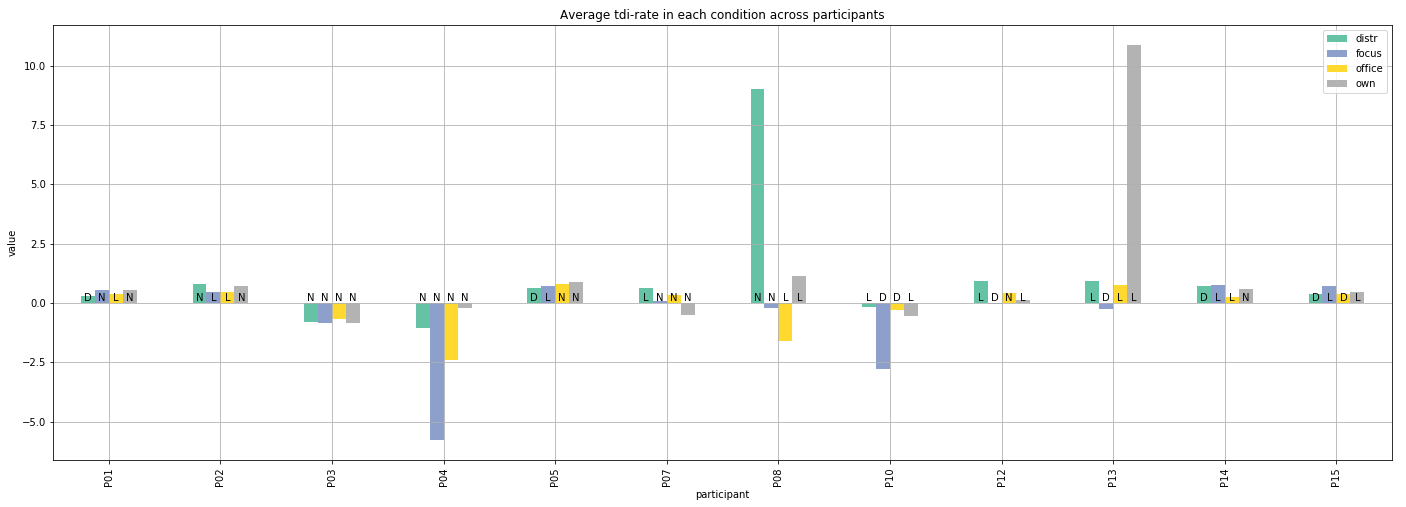 Average tdi-rate in each condition across participants
distr
focus
office
own
10.0
7.5
5.0
2.5
0.0
−2.5
−5.0
value
D N L N N L L N N N N N N N N N D L N N L N N N N N L L L D D L L D N L L D L L D L L N D L D L
P01 P02 P03 P04 P05 P07 P08 P10 P12 P13 P14 P15
participant